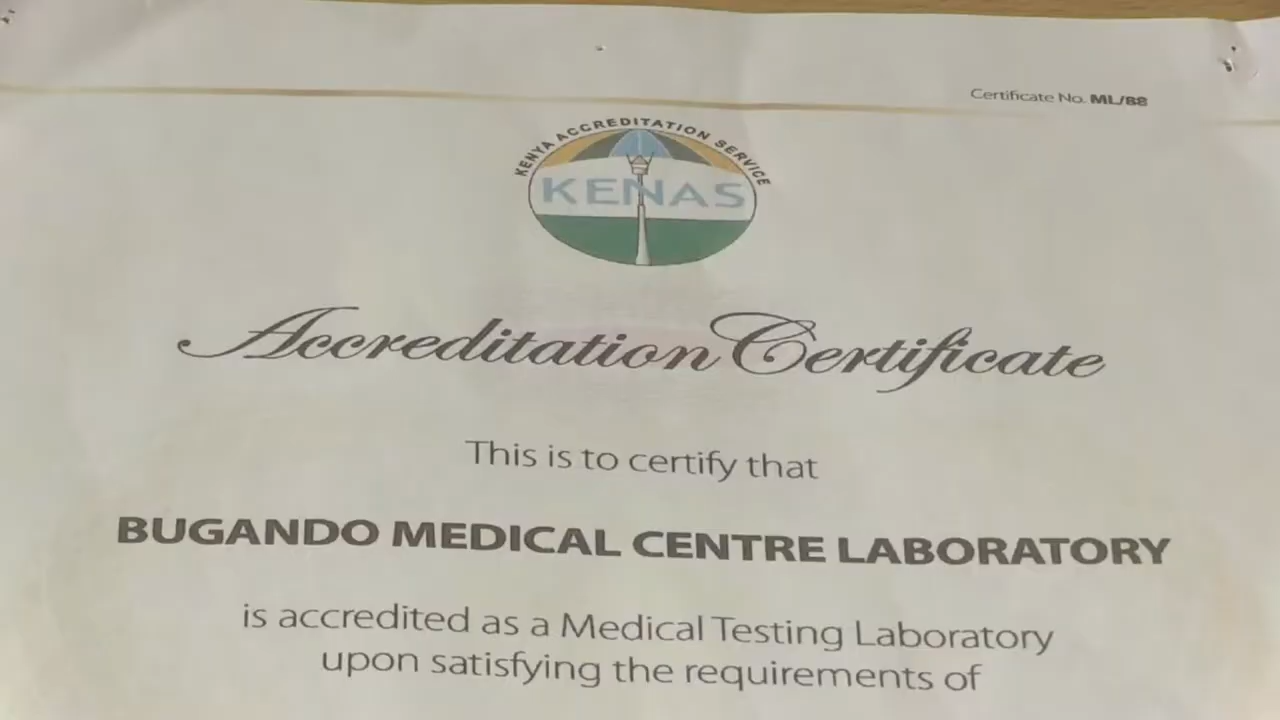 Certificate No. ML/88
KENYA ACCREDITATION SERVICE
KENAS
Accreditation Certificate
This is to certify that
BUGANDO MEDICAL CENTRE LABORATORY
is accredited as a Medical Testing Laboratory
upon satisfying the requirements of